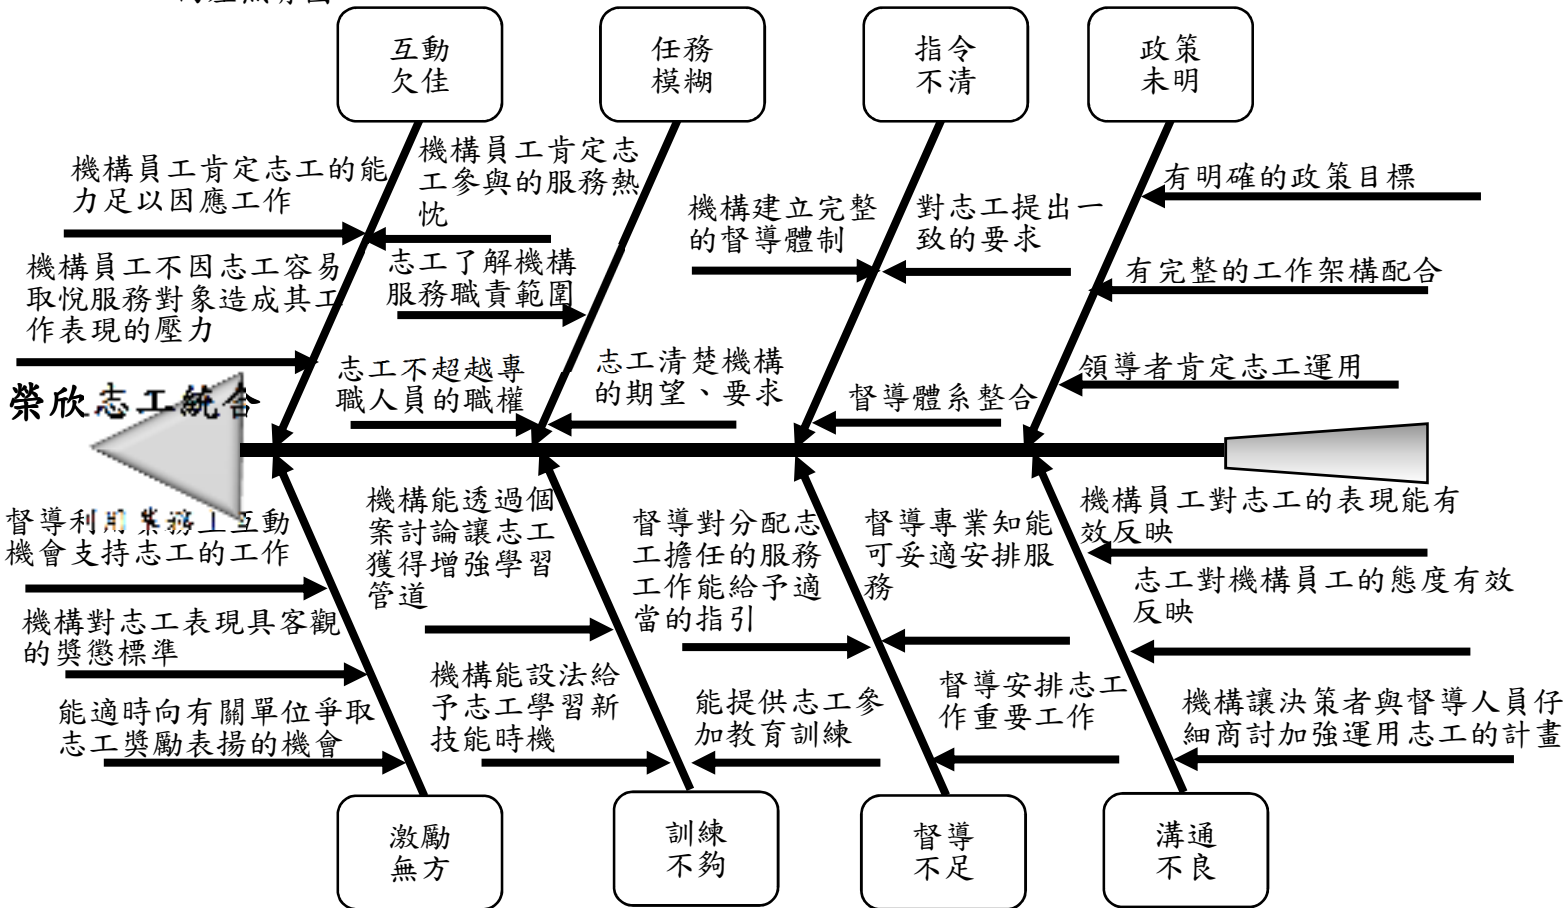 互動
欠佳
任務
模糊
指令
不清
政策
未明
機構員工肯定志工的能
力足以因應工作
機構員工肯定志
工參與的服務熱
忱
機構員工不因志工容易
取悅服務對象造成其工
作表現的壓力
志工了解機構
服務職責範圍
志工不超越專
職人員的職權
志工清楚機構
的期望、要求
機構建立完整
的督導體制
對志工提出一
致的要求
督導體系整合
有明確的政策目標
有完整的工作架構配合
領導者肯定志工運用
榮欣志工統合
督導利用業務上互動
機會支持志工的工作
機構對志工表現具客觀
的獎懲標準
能適時向有關單位爭取
志工獎勵表揚的機會
機構能透過個
案討論讓志工
獲得增強學習
管道
機構能設法給
予志工學習新
技能時機
能提供志工參
加教育訓練
督導對分配志
工擔任的服務
工作能給予適
當的指引
督導專業知能
可妥適安排服
務
督導安排志工
作重要工作
機構員工對志工的表現能有
效反映
志工對機構員工的態度有效
反映
機構讓決策者與督導人員仔
細商討加強運用志工的計畫
激勵
無方
訓練
不夠
督導
不足
溝通
不良